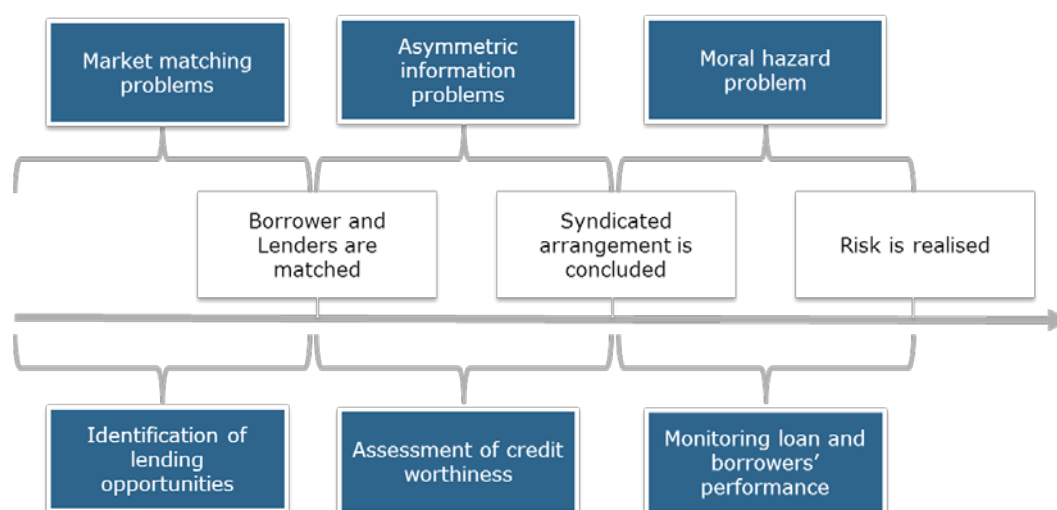 Market matching
problems
Asymmetric
information
problems
Moral hazard
problem
Borrower and
Lenders are
matched
Syndicated
arrangement is
concluded
Risk is realised
Identification of
lending
opportunities
Assessment of credit
worthiness
Monitoring loan and
borrowers’
performance